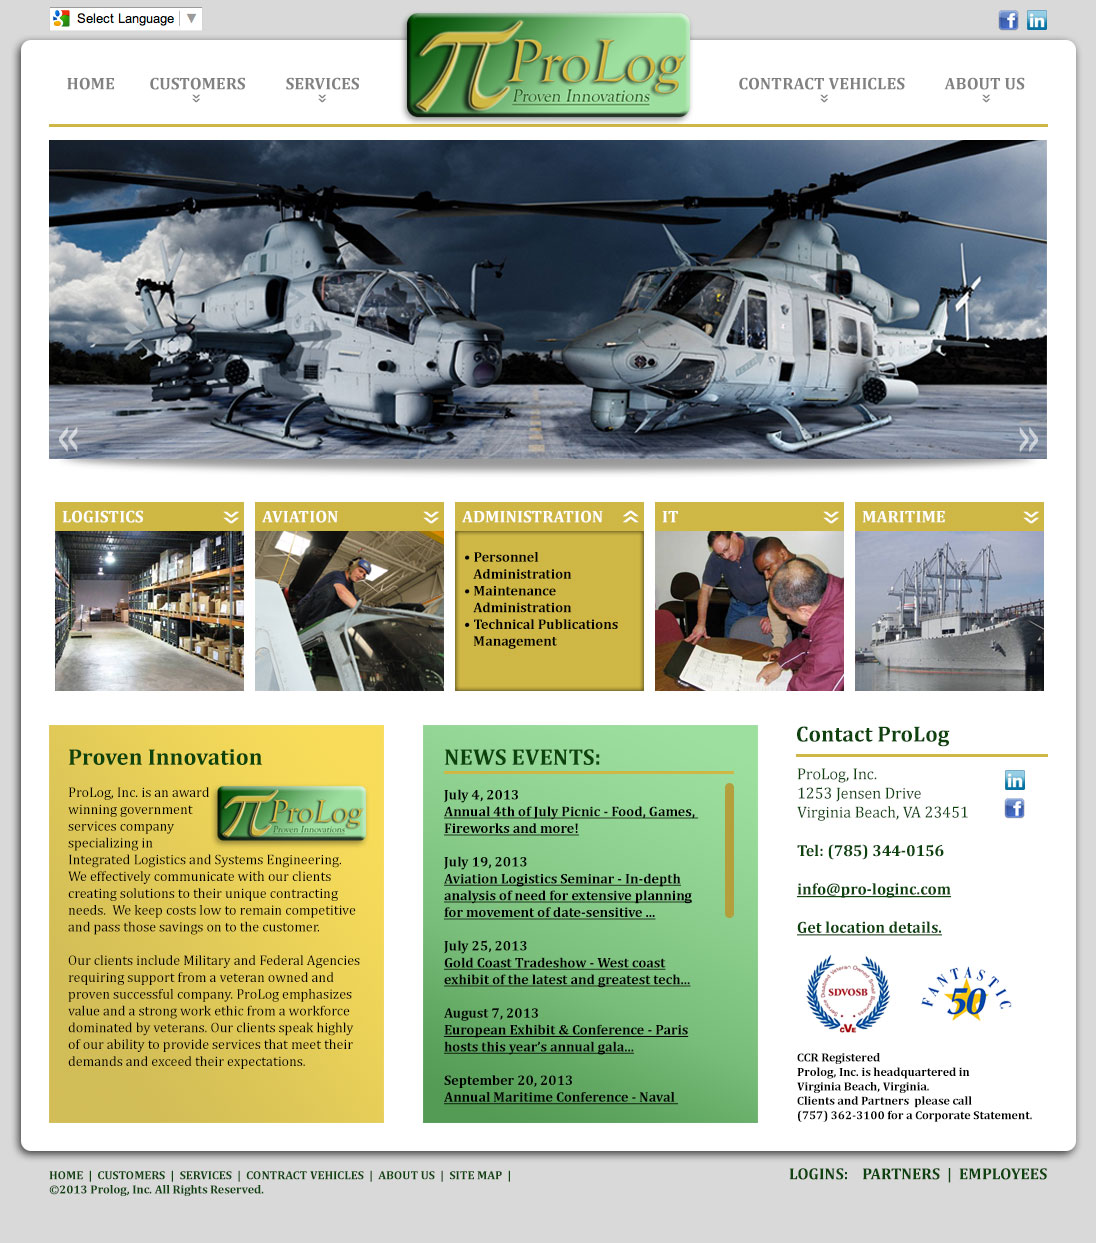 Select Language ▼
HOME
CUSTOMERS
SERVICES
πProLog
Proven Innovations
CONTRACT VEHICLES
ABOUT US
LOGISTICS
AVIATION
ADMINISTRATION
IT
MARITIME
• Personnel
Administration
• Maintenance
Administration
• Technical Publications
Management
Proven Innovation
ProLog, Inc. is an award
winning government
services company
specializing in
Integrated Logistics and Systems Engineering.
We effectively communicate with our clients
creating solutions to their unique contracting
needs.  We keep costs low to remain competitive
and pass those savings on to the customer.
πProLog
Proven Innovations
Our clients include Military and Federal Agencies
requiring support from a veteran owned and
proven successful company. ProLog emphasizes
value and a strong work ethic from a workforce
dominated by veterans. Our clients speak highly
of our ability to provide services that meet their
demands and exceed their expectations.
NEWS EVENTS:
July 4, 2013
Annual 4th of July Picnic - Food, Games,
Fireworks and more!
July 19, 2013
Aviation Logistics Seminar - In-depth
analysis of need for extensive planning
for movement of date-sensitive ...
July 25, 2013
Gold Coast Tradeshow - West coast
exhibit of the latest and greatest tech...
August 7, 2013
European Exhibit & Conference - Paris
hosts this year's annual gala...
September 20, 2013
Annual Maritime Conference - Naval
Contact ProLog
ProLog, Inc.
1253 Jensen Drive
Virginia Beach, VA 23451
Tel: (785) 344-0156
info@pro-loginc.com
Get location details.
Service Disabled Veteran Owned Small Business
SDVOSB
CVE
FANTASTIC
50
CCR Registered
Prolog, Inc. is headquartered in
Virginia Beach, Virginia.
Clients and Partners  please call
(757) 362-3100 for a Corporate Statement.
HOME | CUSTOMERS | SERVICES | CONTRACT VEHICLES | ABOUT US | SITE MAP |
©2013 Prolog, Inc. All Rights Reserved.
LOGINS: PARTNERS | EMPLOYEES